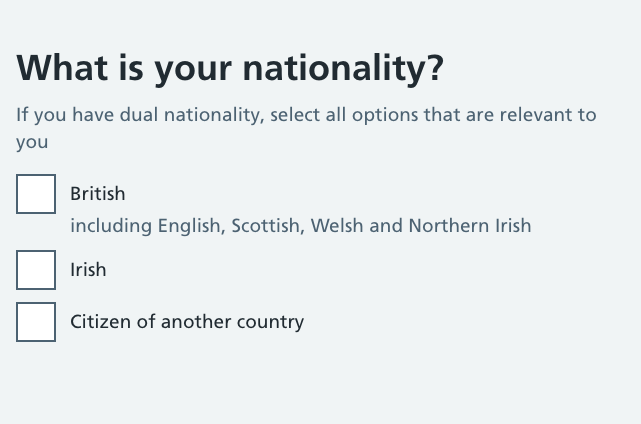 What is your nationality?
If you have dual nationality, select all options that are relevant to
you
British
including English, Scottish, Welsh and Northern Irish
Irish
Citizen of another country